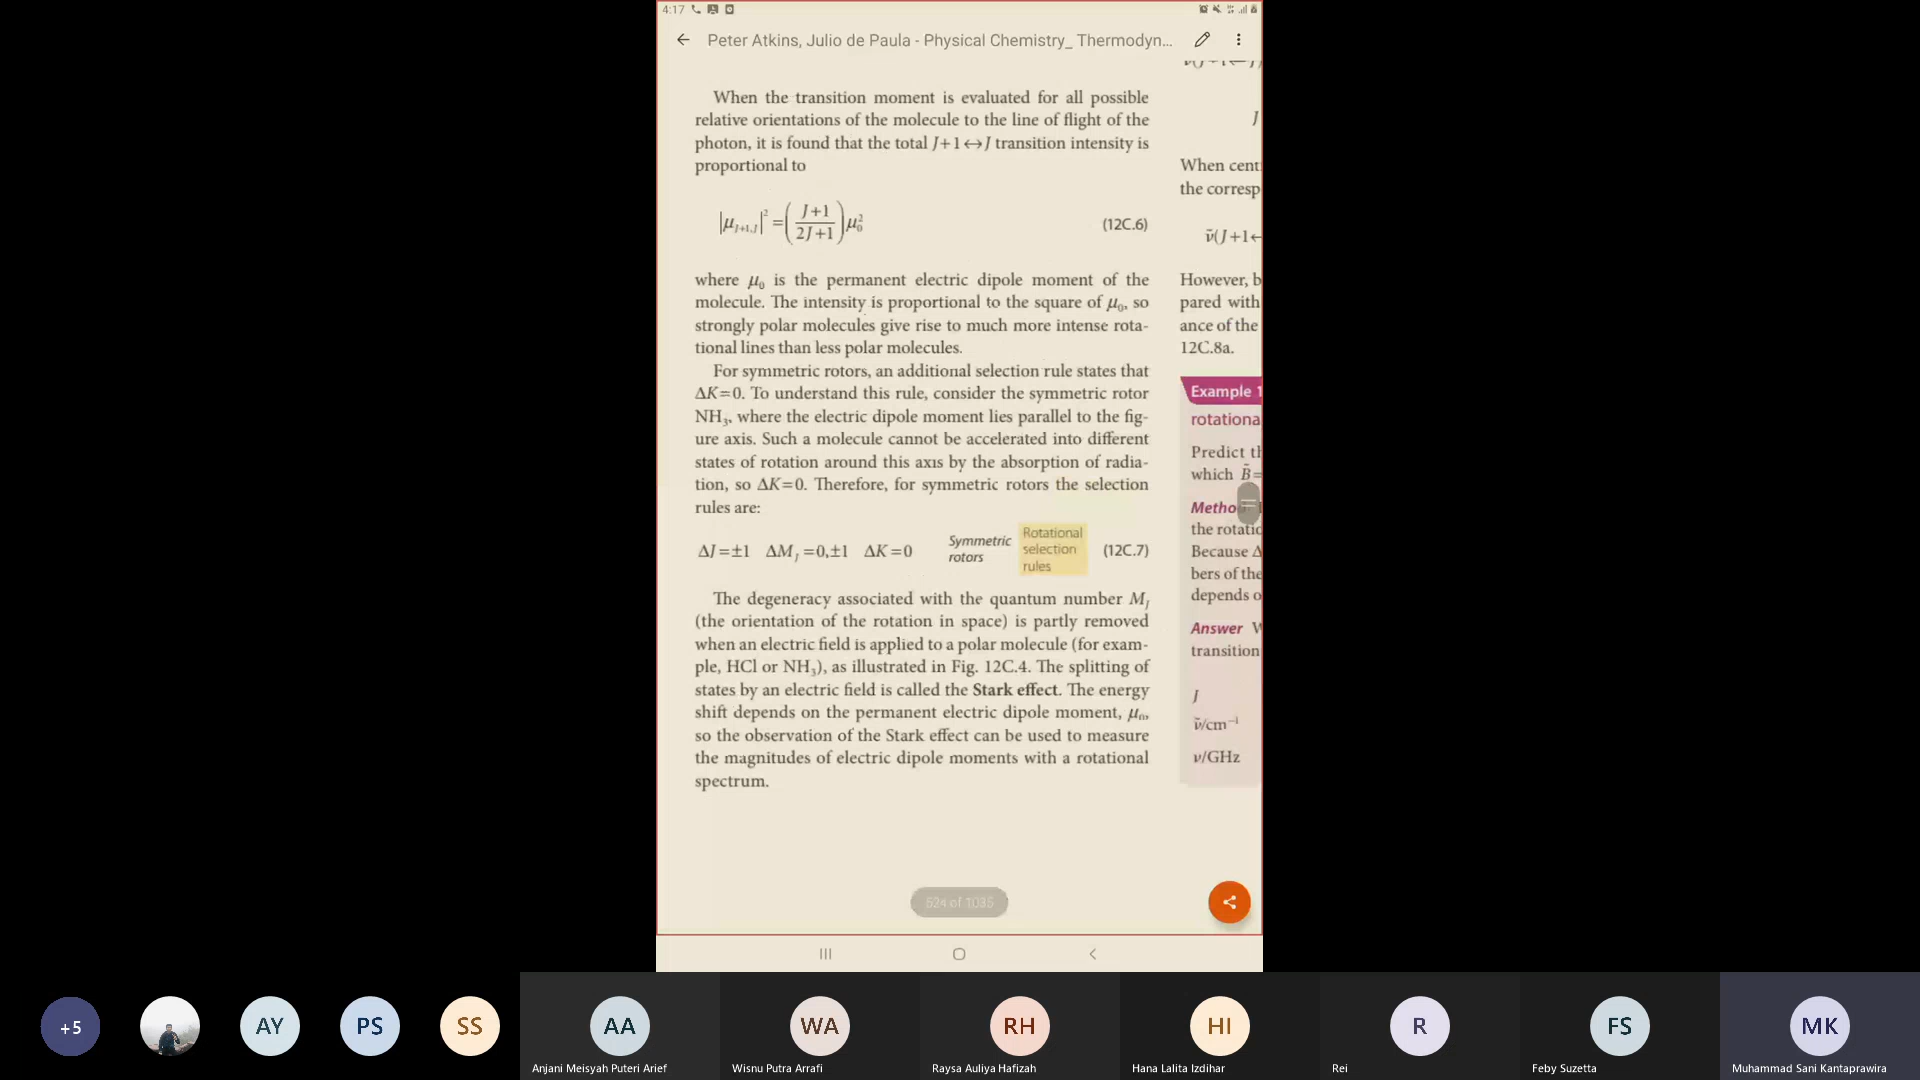 4:17
Peter Atkins, Julio de Paula - Physical Chemistry_ Thermodyn...
When the transition moment is evaluated for all possible
relative orientations of the molecule to the line of flight of the
photon, it is found that the total J+1↔J transition intensity is
proportional to
|μ_{J+1,J}|² = ((J+1)/(2J+1)) μ₀² (12C.6)
where μ₀ is the permanent electric dipole moment of the
molecule. The intensity is proportional to the square of μ₀, so
strongly polar molecules give rise to much more intense rota-
tional lines than less polar molecules.
For symmetric rotors, an additional selection rule states that
ΔK=0. To understand this rule, consider the symmetric rotor
NH₃, where the electric dipole moment lies parallel to the fig-
ure axis. Such a molecule cannot be accelerated into different
states of rotation around this axis by the absorption of radia-
tion, so ΔK=0. Therefore, for symmetric rotors the selection
rules are:
ΔJ=±1 ΔM_J=0,±1 ΔK=0 Symmetric rotors Rotational selection rules (12C.7)
The degeneracy associated with the quantum number M_J
(the orientation of the rotation in space) is partly removed
when an electric field is applied to a polar molecule (for exam-
ple, HCl or NH₃), as illustrated in Fig. 12C.4. The splitting of
states by an electric field is called the Stark effect. The energy
shift depends on the permanent electric dipole moment, μ₀,
so the observation of the Stark effect can be used to measure
the magnitudes of electric dipole moments with a rotational
spectrum.
J
When cent
the corresp
ν̃(J+1←
However, b
pared with
ance of the
12C.8a.
Example 1
rotationa
Predict th
which B̃=
Metho
the rotatio
Because Δ
bers of the
depends o
Answer W
transition
J
ν̃/cm⁻¹
ν/GHz
524 of 1035
+5
AY
PS
SS
AA
WA
RH
HI
R
FS
MK
Anjani Meisyah Puteri Arief
Wisnu Putra Arrafi
Raysa Auliya Hafizah
Hana Lalita Izdihar
Rei
Feby Suzetta
Muhammad Sani Kantaprawira